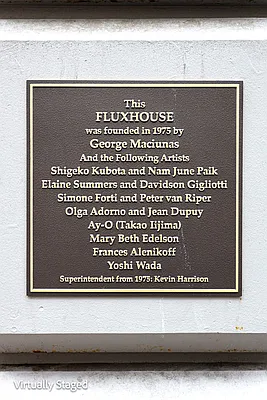 This
FLUXHOUSE
was founded in 1975 by
George Maciunas
And the Following Artists
Shigeko Kubota and Nam June Paik
Elaine Summers and Davidson Gigliotti
Simone Forti and Peter van Riper
Olga Adorno and Jean Dupuy
Ay-O (Takao Iijima)
Mary Beth Edelson
Frances Alenikoff
Yoshi Wada
Superintendent from 1975: Kevin Harrison
Virtually Staged